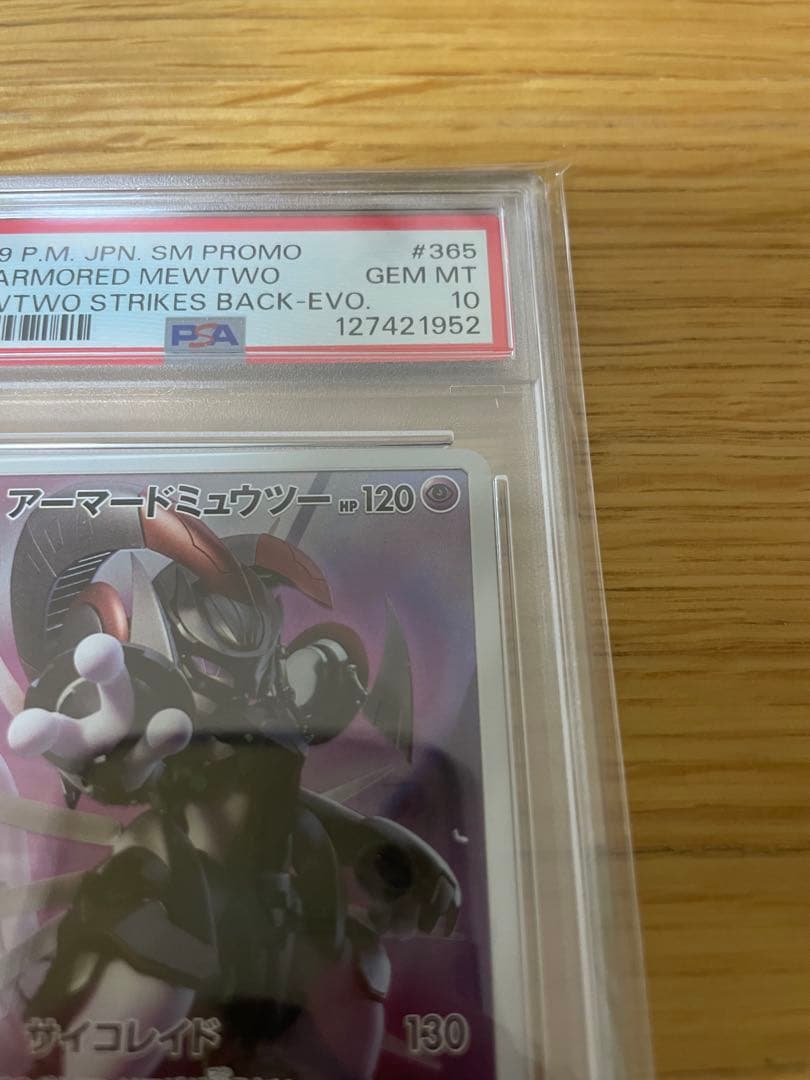 9 P.M. JPN. SM PROMO #365
ARMORED MEWTWO GEM MT
WTWO STRIKES BACK-EVO. 10
PSA 127421952
アーマードミュウツー HP 120
サイコレイド 130